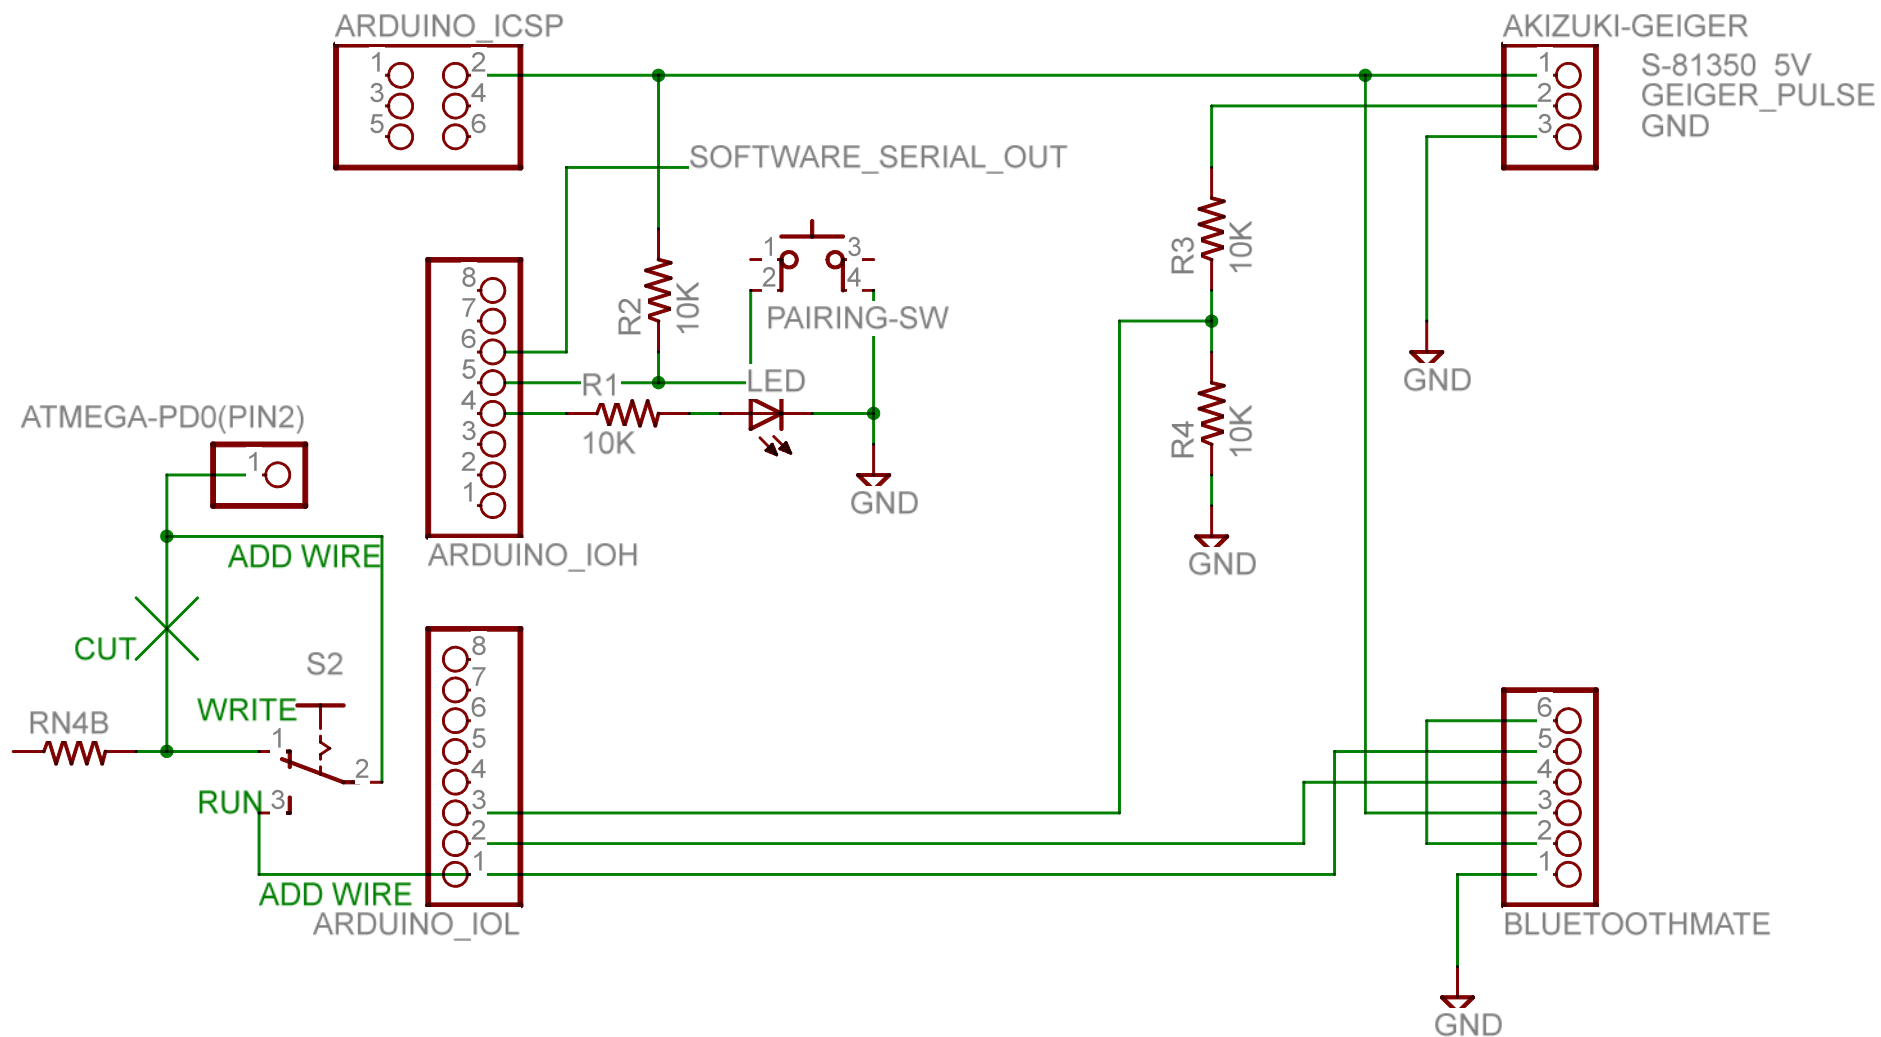 ARDUINO_ICSP
1 2
3 4
5 6
AKIZUKI-GEIGER
1 S-81350 5V
2 GEIGER_PULSE
3 GND
SOFTWARE_SERIAL_OUT
8
7
6
5
4
3
2
1
ARDUINO_IOH
R2
10K
1 3
2 4
PAIRING-SW
R1
10K
LED
GND
R3
10K
R4
10K
GND
GND
ATMEGA-PD0(PIN2)
1
ADD WIRE
CUT
S2
WRITE
RN4B
1
2
RUN 3
ADD WIRE
8
7
6
5
4
3
2
1
ARDUINO_IOL
6
5
4
3
2
1
BLUETOOTHMATE
GND